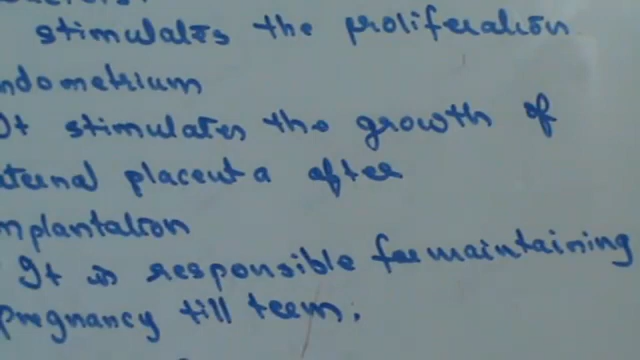 stimulates the proliferation
ndometrium
It stimulates the growth of
ternal placenta after
mplantation
It is responsible for maintaining
pregnancy till term.